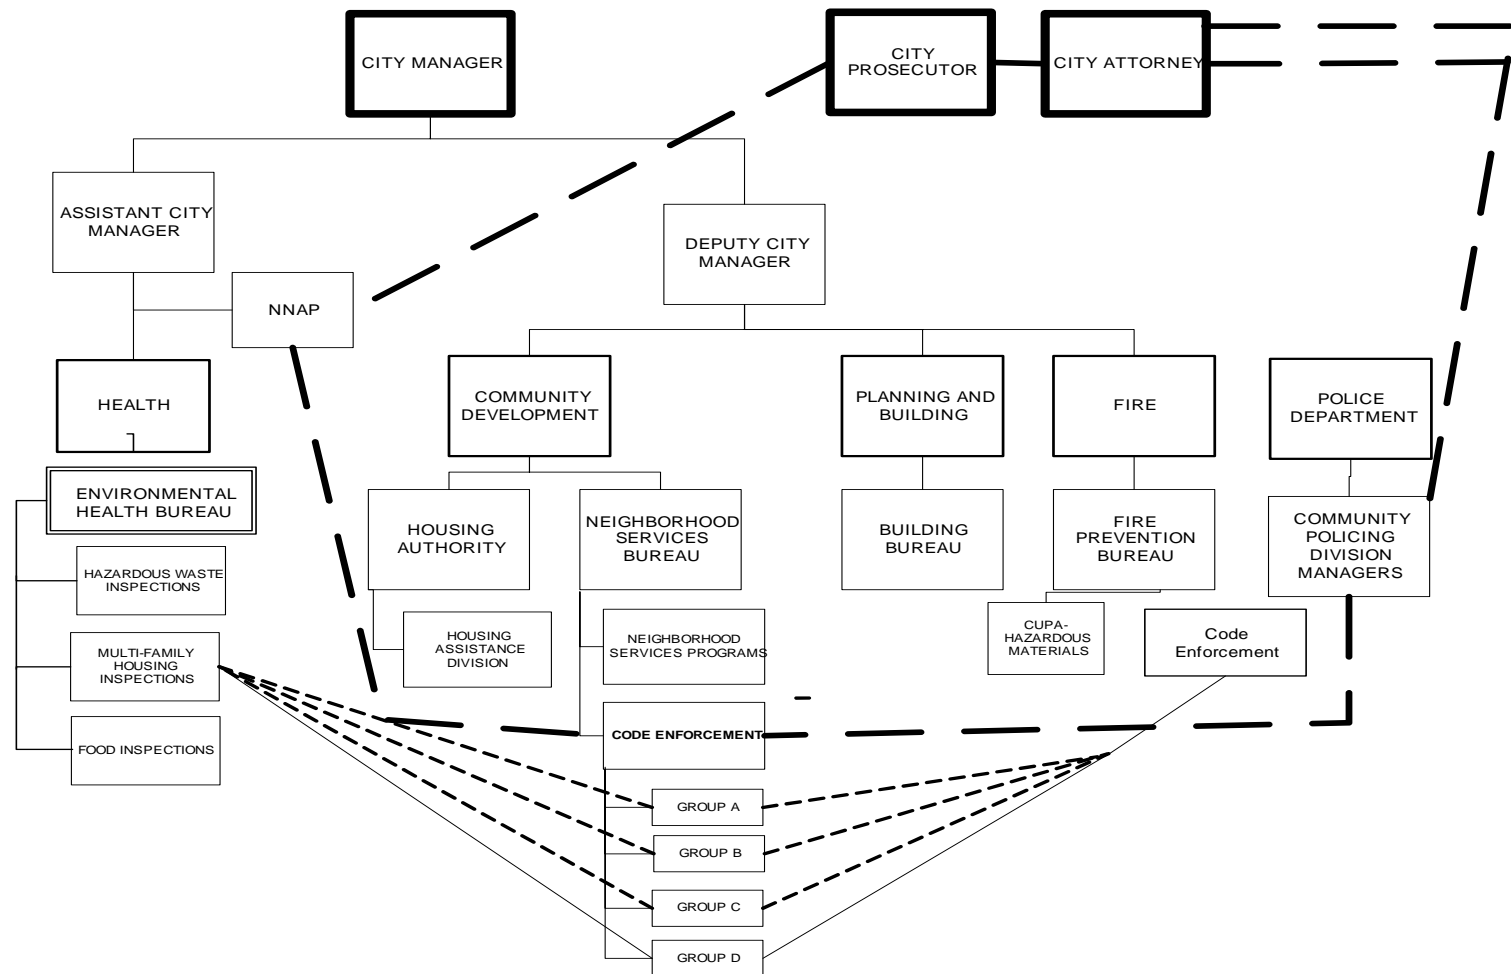 CITY MANAGER
CITY
PROSECUTOR
CITY ATTORNEY
ASSISTANT CITY
MANAGER
DEPUTY CITY
MANAGER
NNAP
HEALTH
COMMUNITY
DEVELOPMENT
PLANNING AND
BUILDING
FIRE
POLICE
DEPARTMENT
ENVIRONMENTAL
HEALTH BUREAU
HOUSING
AUTHORITY
NEIGHBORHOOD
SERVICES
BUREAU
BUILDING
BUREAU
FIRE
PREVENTION
BUREAU
COMMUNITY
POLICING
DIVISION
MANAGERS
HAZARDOUS WASTE
INSPECTIONS
HOUSING
ASSISTANCE
DIVISION
NEIGHBORHOOD
SERVICES PROGRAMS
CUPA-
HAZARDOUS
MATERIALS
Code
Enforcement
MULTI-FAMILY
HOUSING
INSPECTIONS
CODE ENFORCEMENT
FOOD INSPECTIONS
GROUP A
GROUP B
GROUP C
GROUP D